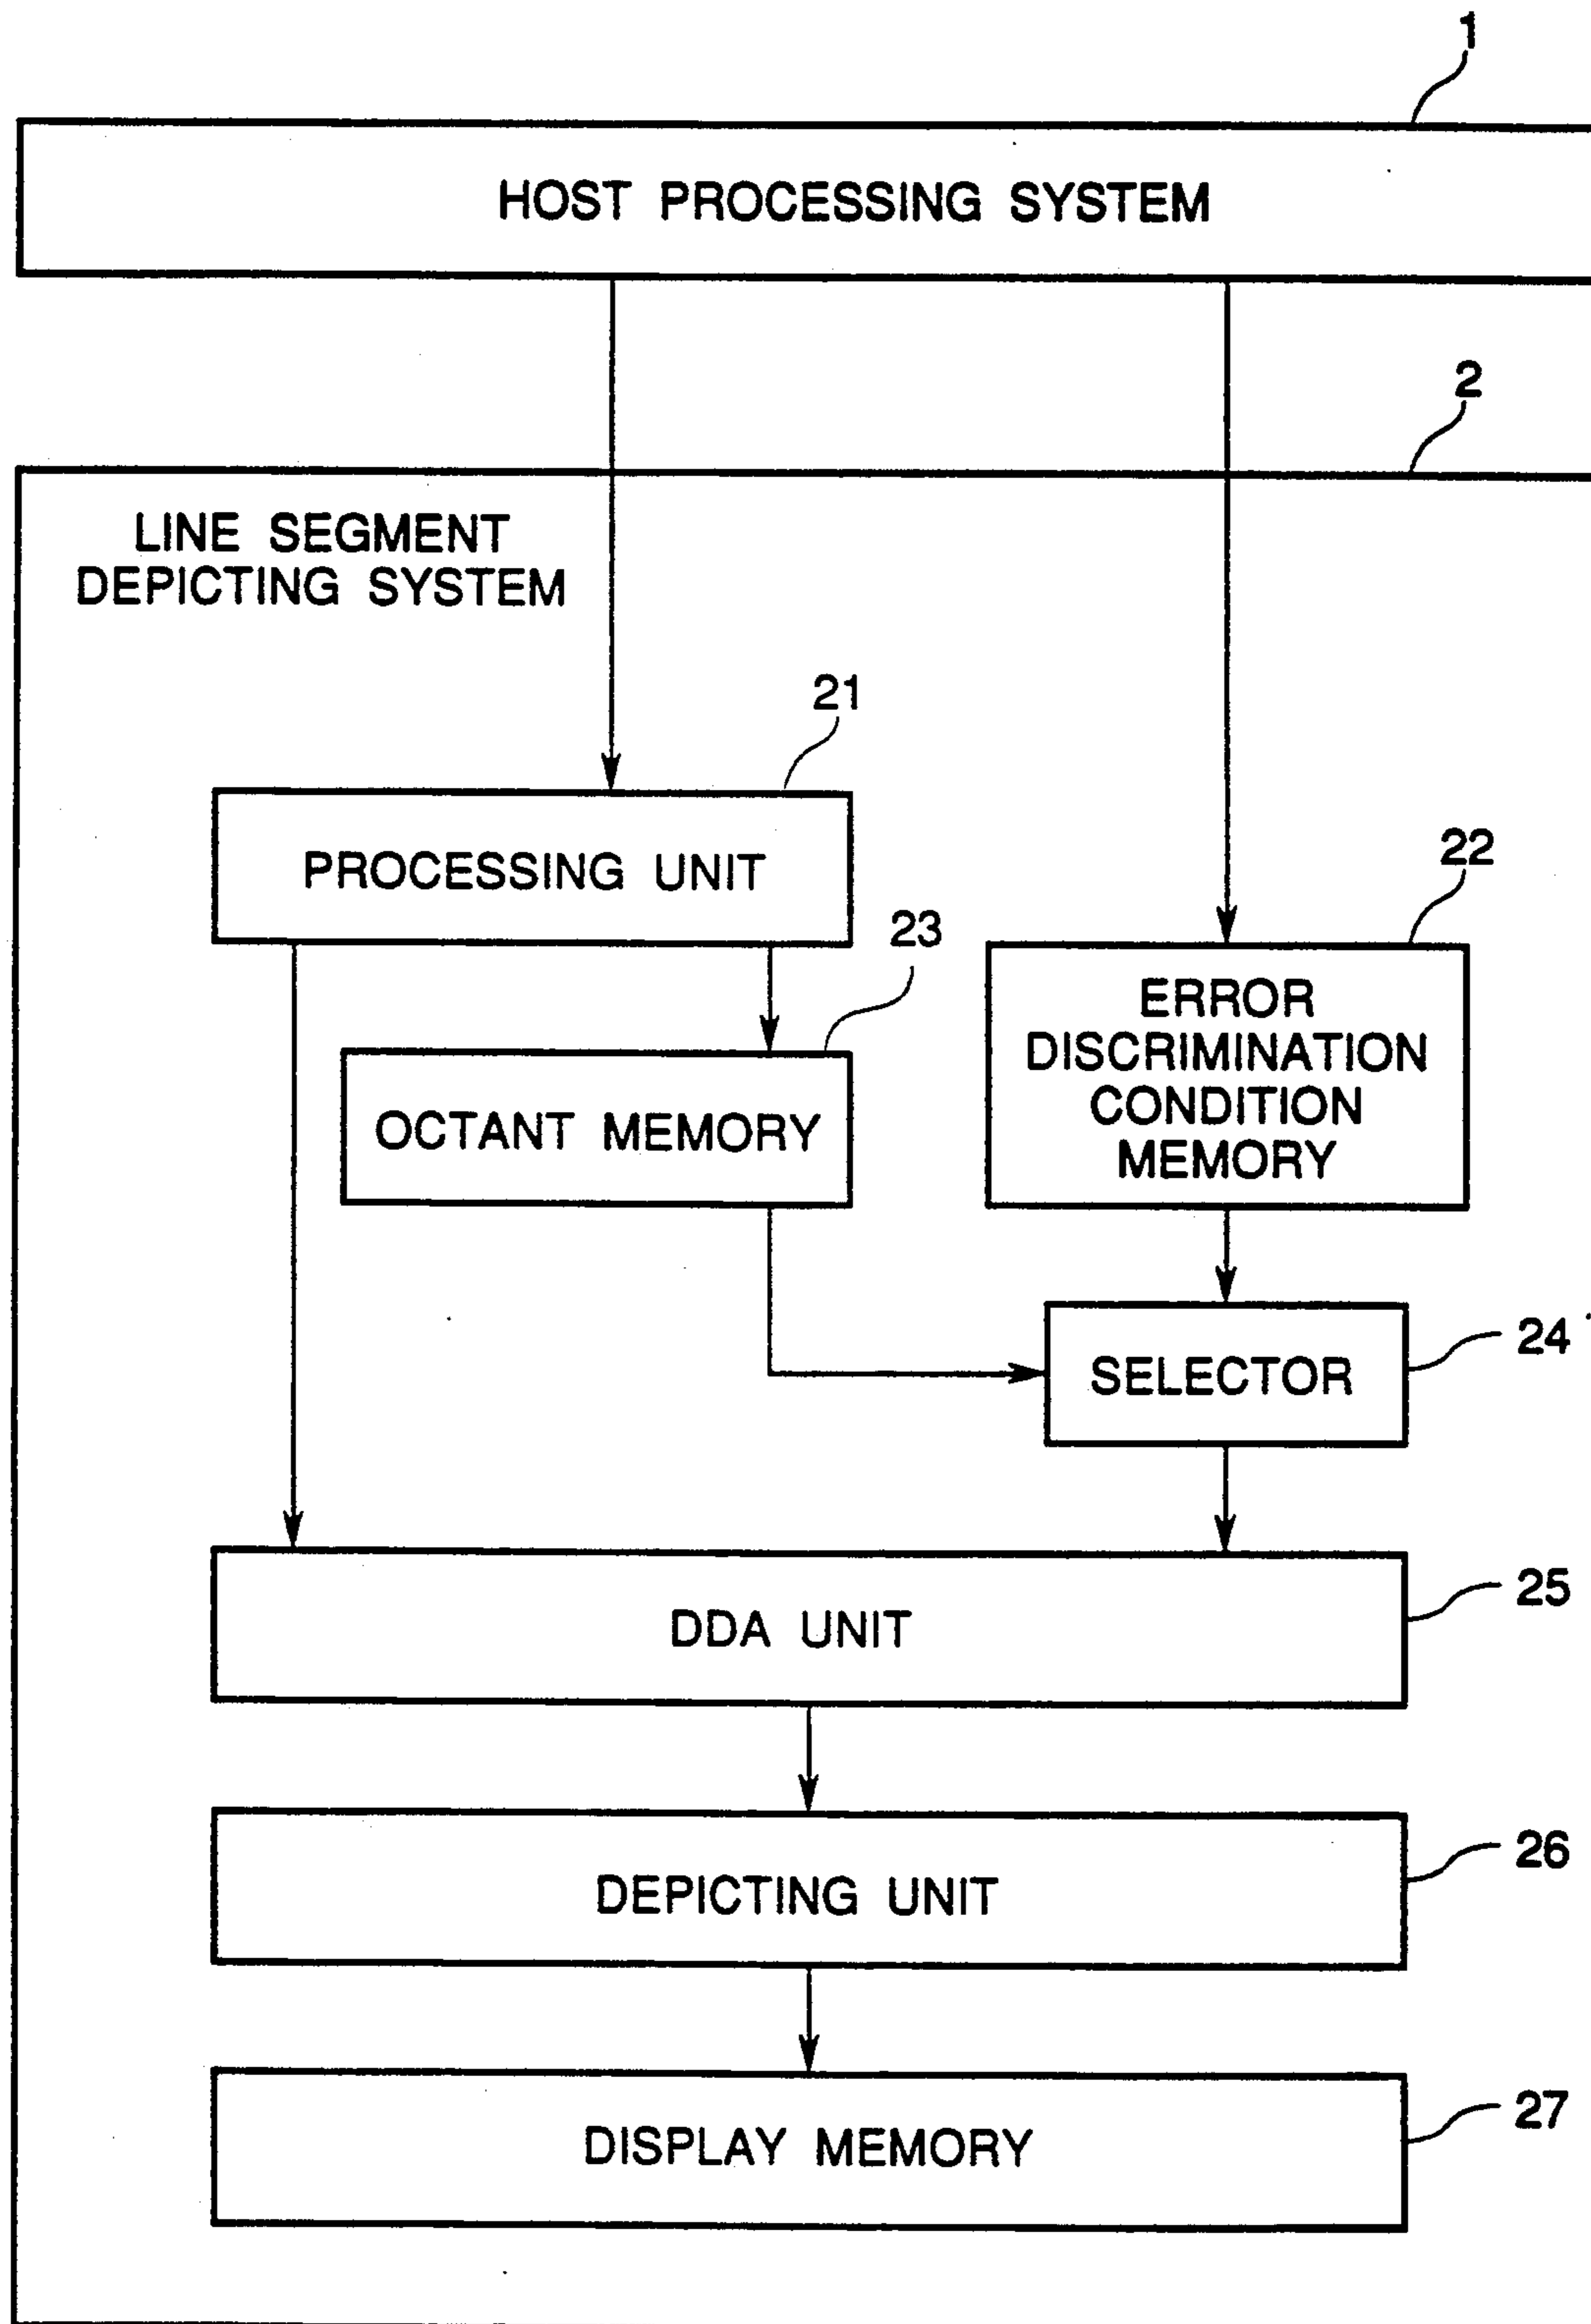 1
HOST PROCESSING SYSTEM
2
LINE SEGMENT
DEPICTING SYSTEM
21
PROCESSING UNIT
22
23
ERROR
DISCRIMINATION
CONDITION
MEMORY
OCTANT MEMORY
24
SELECTOR
25
DDA UNIT
26
DEPICTING UNIT
27
DISPLAY MEMORY